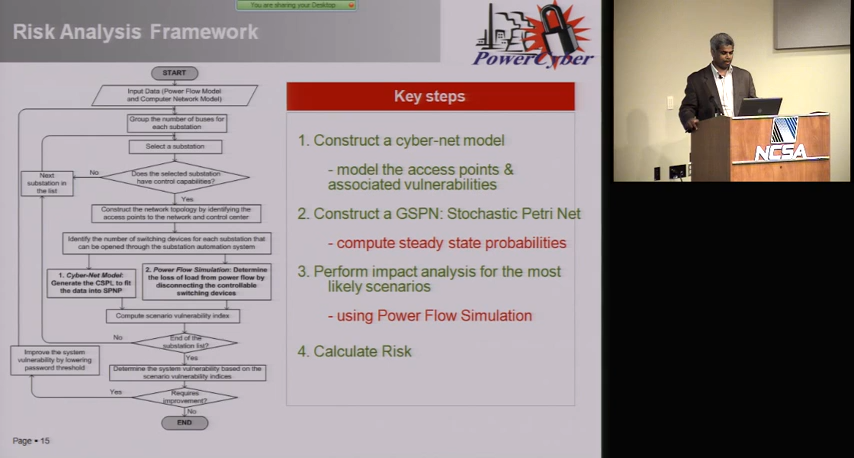 You are sharing your Desktop
Risk Analysis Framework
PowerCyber
START
Input Data (Power Flow Model
and Computer Network Model)
Group the number of buses for
each substation
Select a substation
Does the selected substation
have control capabilities?
No
Next
substation in
the list
Yes
Construct the network topology by identifying the
access points to the network and control center
Identify the number of switching devices for each substation that
can be opened through the substation automation system
1. Cyber-Net Model:
Generate the CSPL to fit
the data into SPNP
2. Power Flow Simulation: Determine
the loss of load from power flow by
disconnecting the controllable
switching devices
Compute scenario vulnerability index
No
End of the
substation list?
Yes
Improve the system
vulnerability by lowering
password threshold
Determine the system vulnerability based on the
scenario vulnerability indices
Yes
Requires
improvement?
No
END
Page ▪ 15
Key steps
1. Construct a cyber-net model
- model the access points &
associated vulnerabilities
2. Construct a GSPN: Stochastic Petri Net
- compute steady state probabilities
3. Perform impact analysis for the most
likely scenarios
- using Power Flow Simulation
4. Calculate Risk
NCSA